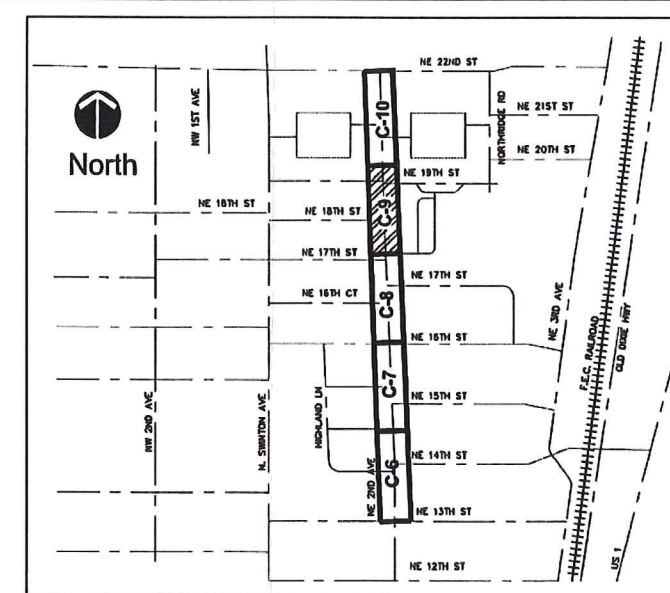 NE 22ND ST
NW 1ST AVE
C-10
NORTHRIDGE RD
NE 21ST ST
North
NE 20TH ST
NE 19TH ST
NE 18TH ST
NE 18TH ST
C-9
NE 17TH ST
NE 17TH ST
NE 16TH CT
C-8
NE 3RD AVE
F.E.C. RAILROAD
OLD DIXIE HWY
NE 16TH ST
NW 2ND AVE
N. SWINTON AVE
HIGHLAND LN
C-7
NE 15TH ST
NE 2ND AVE
C-6
NE 14TH ST
NE 13TH ST
US 1
NE 12TH ST